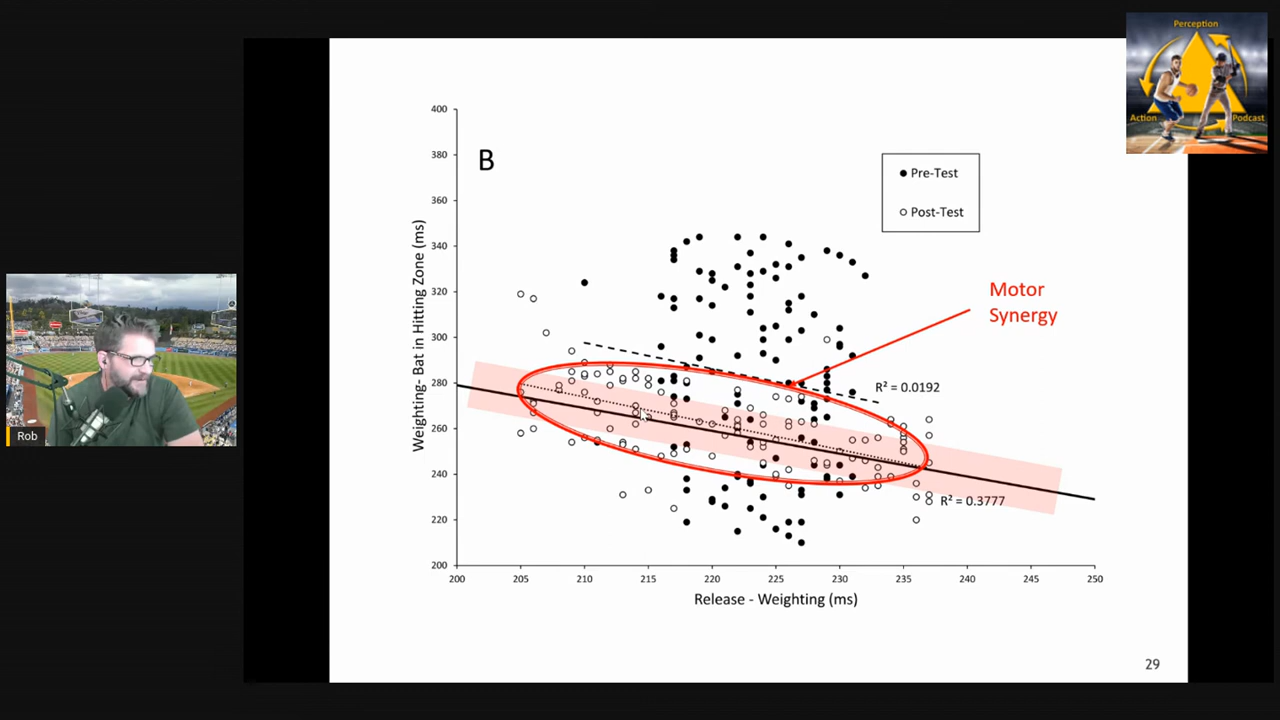 Perception
Action
Podcast
B
Pre-Test
Post-Test
Motor
Synergy
R² = 0.0192
R² = 0.3777
Weighting- Bat in Hitting Zone (ms)
400
380
360
340
320
300
280
260
240
220
200
200
205
210
215
220
225
230
235
240
245
250
Release - Weighting (ms)
29
Rob